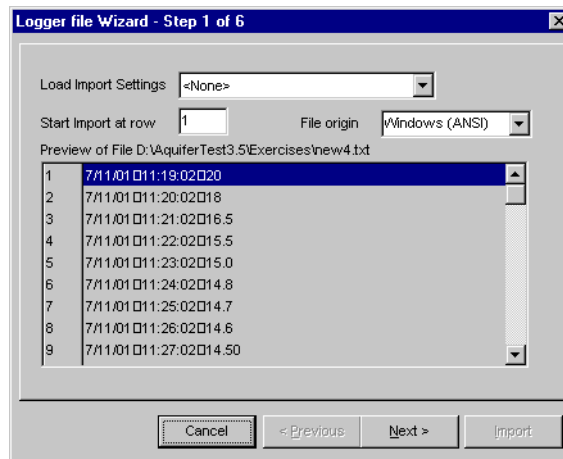 Logger file Wizard - Step 1 of 6
Load Import Settings <None>
Start Import at row 1 File origin Windows (ANSI)
Preview of File D:\AquiferTest3.5\Exercises\new4.txt
1 7/11/01▯11:19:02▯20
2 7/11/01▯11:20:02▯18
3 7/11/01▯11:21:02▯16.5
4 7/11/01▯11:22:02▯15.5
5 7/11/01▯11:23:02▯15.0
6 7/11/01▯11:24:02▯14.8
7 7/11/01▯11:25:02▯14.7
8 7/11/01▯11:26:02▯14.6
9 7/11/01▯11:27:02▯14.50
Cancel < Previous Next > Import